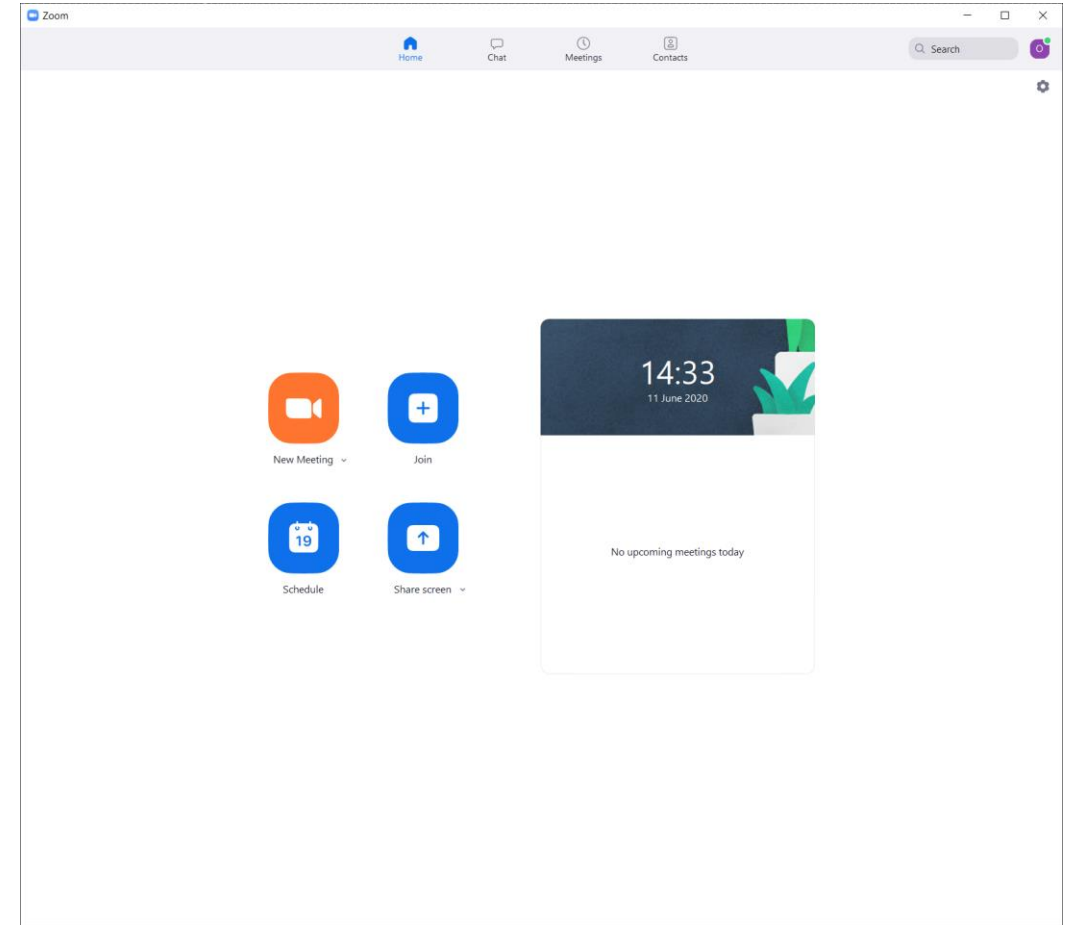 Zoom
Home Chat Meetings Contacts
Search
O
14:33
11 June 2020
New Meeting
Join
19
Schedule
Share screen
No upcoming meetings today